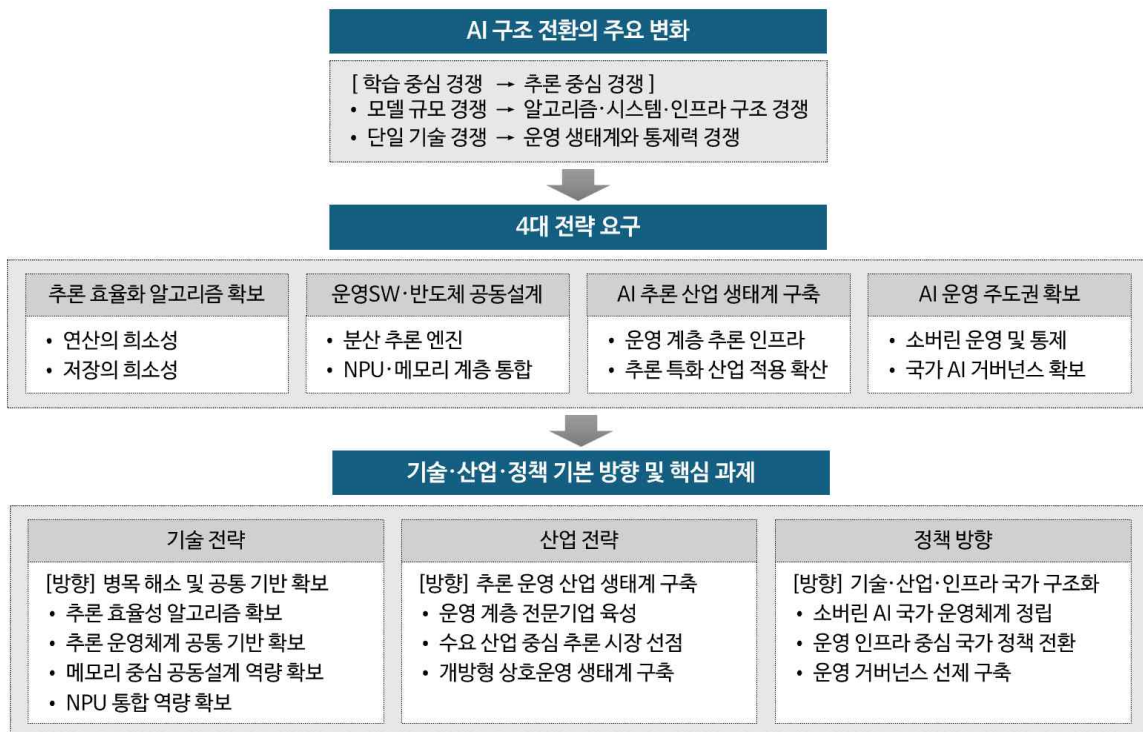 AI 구조 전환의 주요 변화
[ 학습 중심 경쟁 → 추론 중심 경쟁 ]
• 모델 규모 경쟁 → 알고리즘·시스템·인프라 구조 경쟁
• 단일 기술 경쟁 → 운영 생태계와 통제력 경쟁
4대 전략 요구
추론 효율화 알고리즘 확보
• 연산의 희소성
• 저장의 희소성
운영SW·반도체 공동설계
• 분산 추론 엔진
• NPU·메모리 계층 통합
AI 추론 산업 생태계 구축
• 운영 계층 추론 인프라
• 추론 특화 산업 적용 확산
AI 운영 주도권 확보
• 소버린 운영 및 통제
• 국가 AI 거버넌스 확보
기술·산업·정책 기본 방향 및 핵심 과제
기술 전략
[방향] 병목 해소 및 공통 기반 확보
• 추론 효율성 알고리즘 확보
• 추론 운영체계 공통 기반 확보
• 메모리 중심 공동설계 역량 확보
• NPU 통합 역량 확보
산업 전략
[방향] 추론 운영 산업 생태계 구축
• 운영 계층 전문기업 육성
• 수요 산업 중심 추론 시장 선점
• 개방형 상호운영 생태계 구축
정책 방향
[방향] 기술·산업·인프라 국가 구조화
• 소버린 AI 국가 운영체계 정립
• 운영 인프라 중심 국가 정책 전환
• 운영 거버넌스 선제 구축